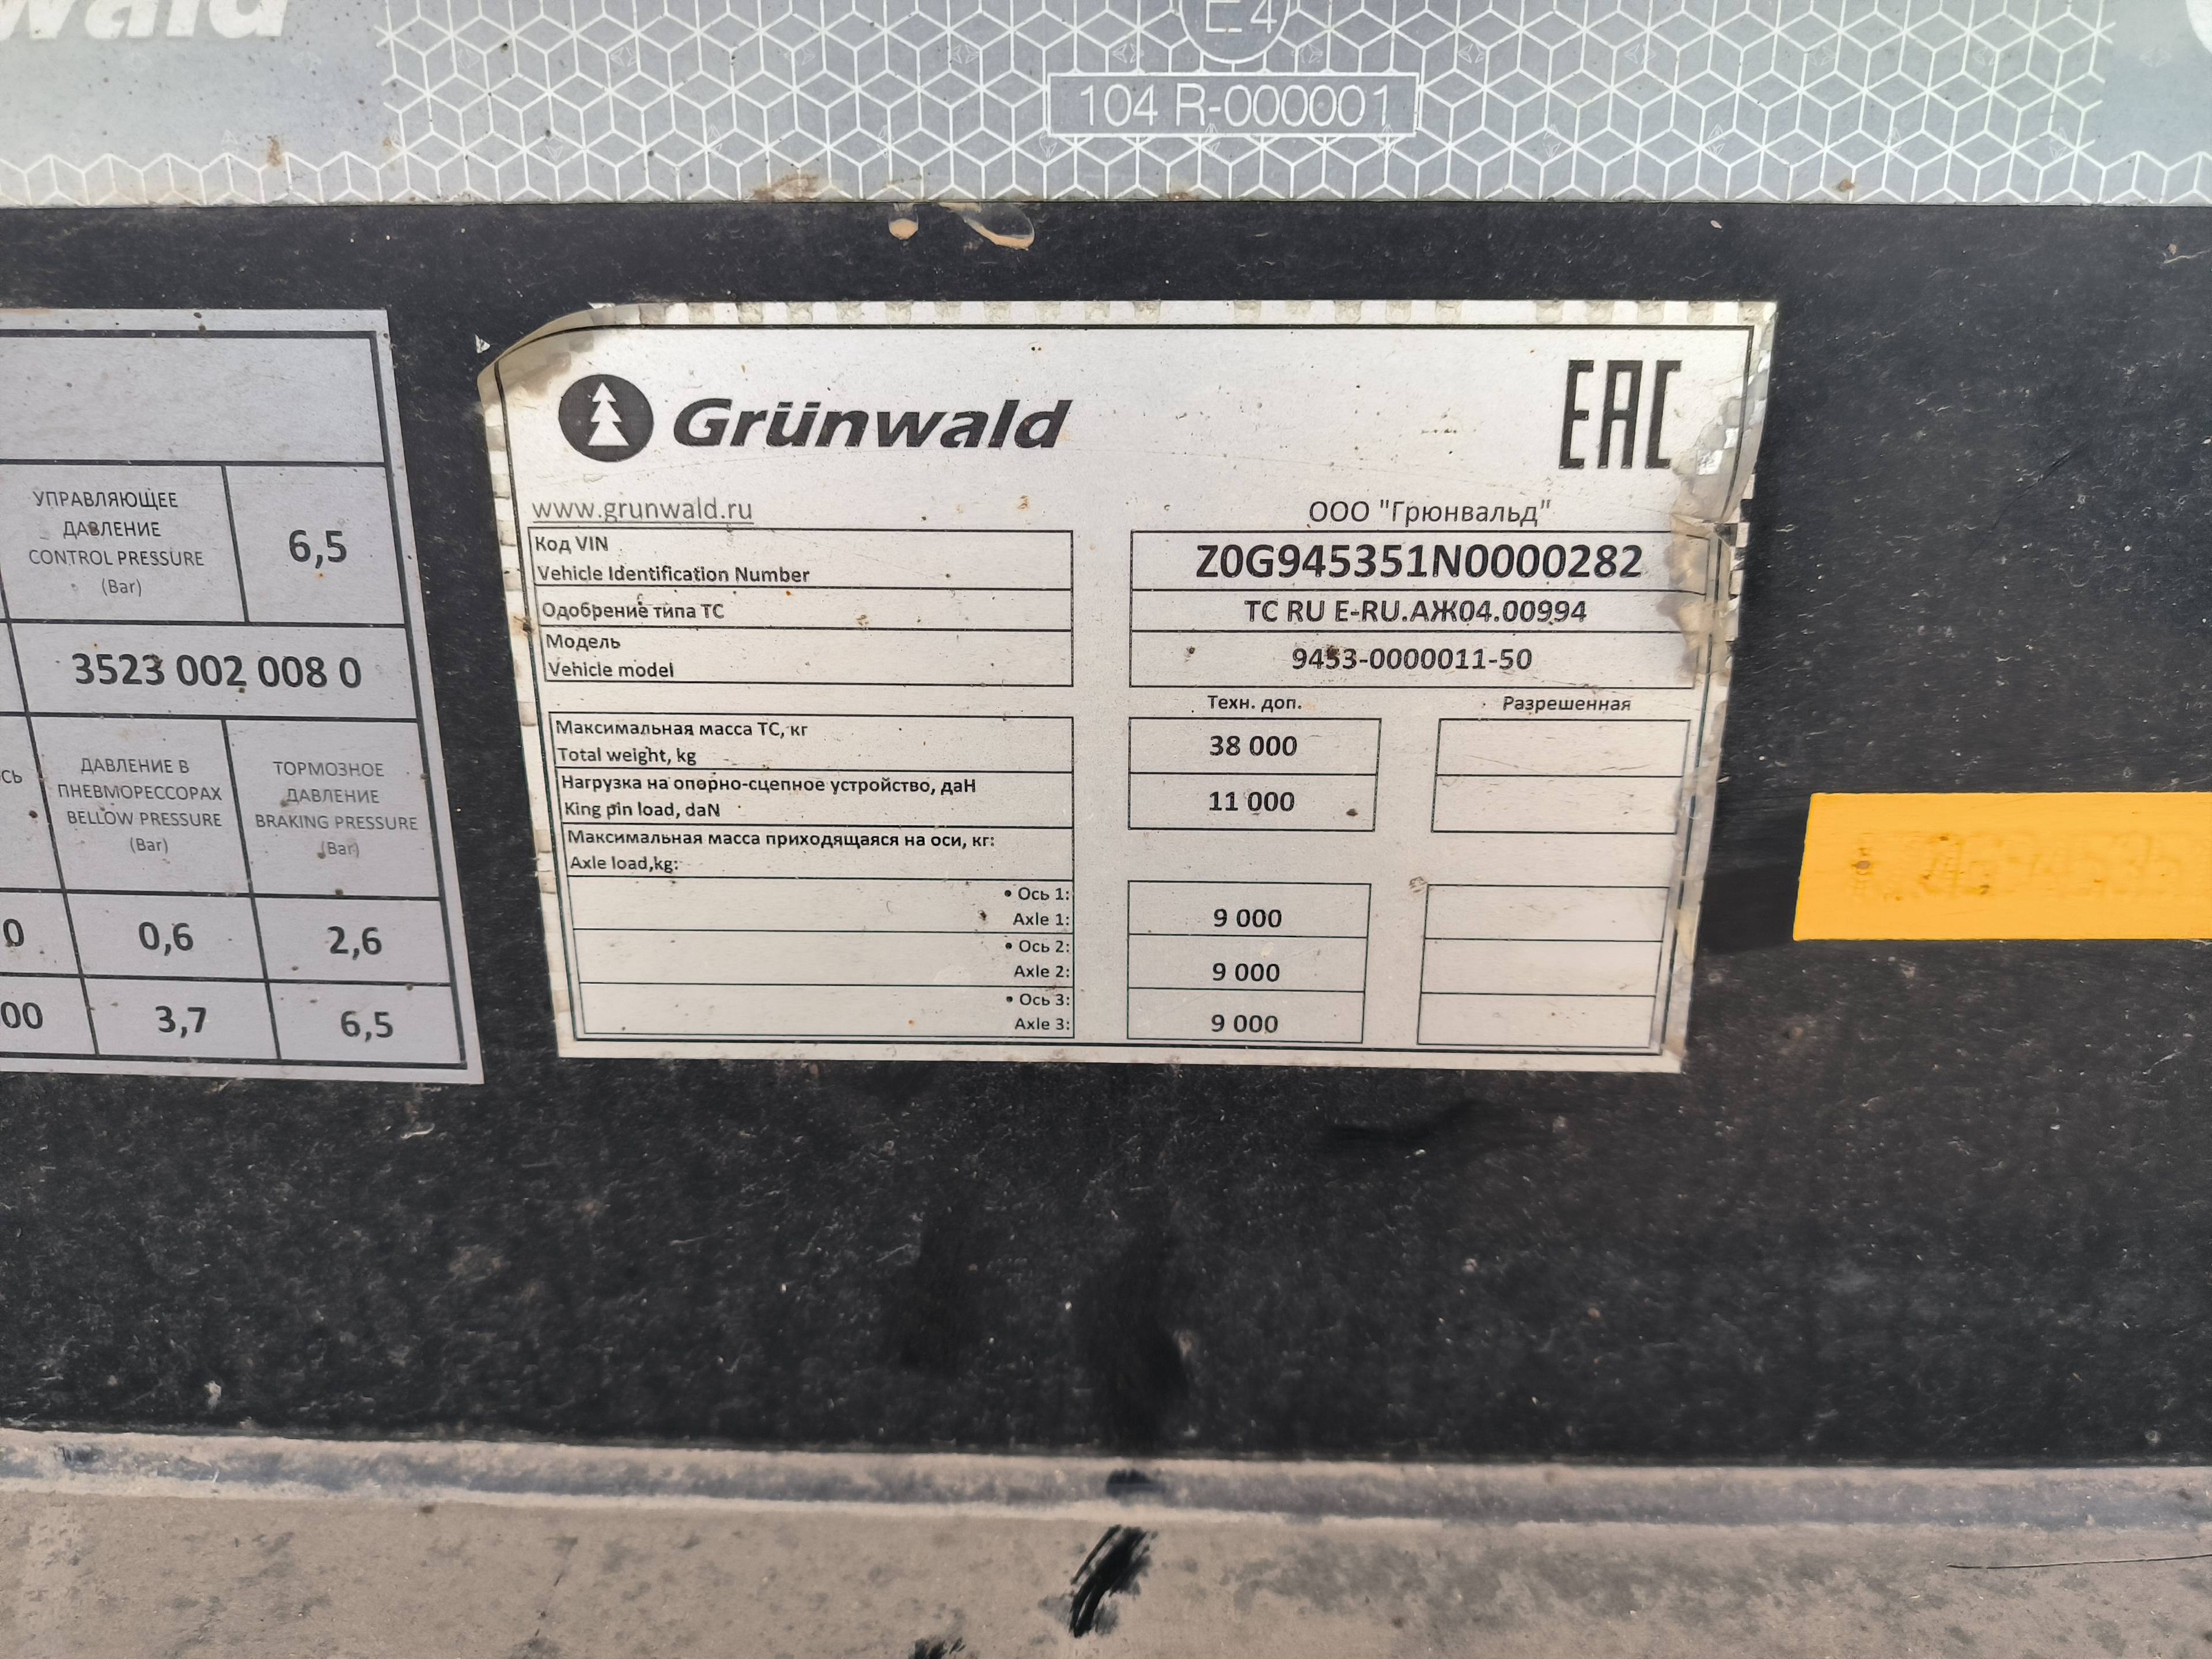 wald
E4
104 R-000001
УПРАВЛЯЮЩЕЕ
ДАВЛЕНИЕ
CONTROL PRESSURE
(Bar)
6,5
3523 002 008 0
ДАВЛЕНИЕ В
ПНЕВМОРЕССОРАХ
BELLOW PRESSURE
(Bar)
ТОРМОЗНОЕ
ДАВЛЕНИЕ
BRAKING PRESSURE
(Bar)
0,6
2,6
00
3,7
6,5
Grünwald
EAC
www.grunwald.ru
ООО "Грюнвальд"
Код VIN
Vehicle Identification Number
Z0G945351N0000282
Одобрение типа ТС
ТС RU E-RU.АЖ04.00994
Модель
Vehicle model
9453-0000011-50
Техн. доп.
Разрешенная
Максимальная масса ТС, кг
Total weight, kg
38 000
Нагрузка на опорно-сцепное устройство, даН
King pin load, daN
11 000
Максимальная масса приходящаяся на оси, кг:
Axle load,kg:
• Ось 1:
Axle 1:
9 000
• Ось 2:
Axle 2:
9 000
• Ось 3:
Axle 3:
9 000